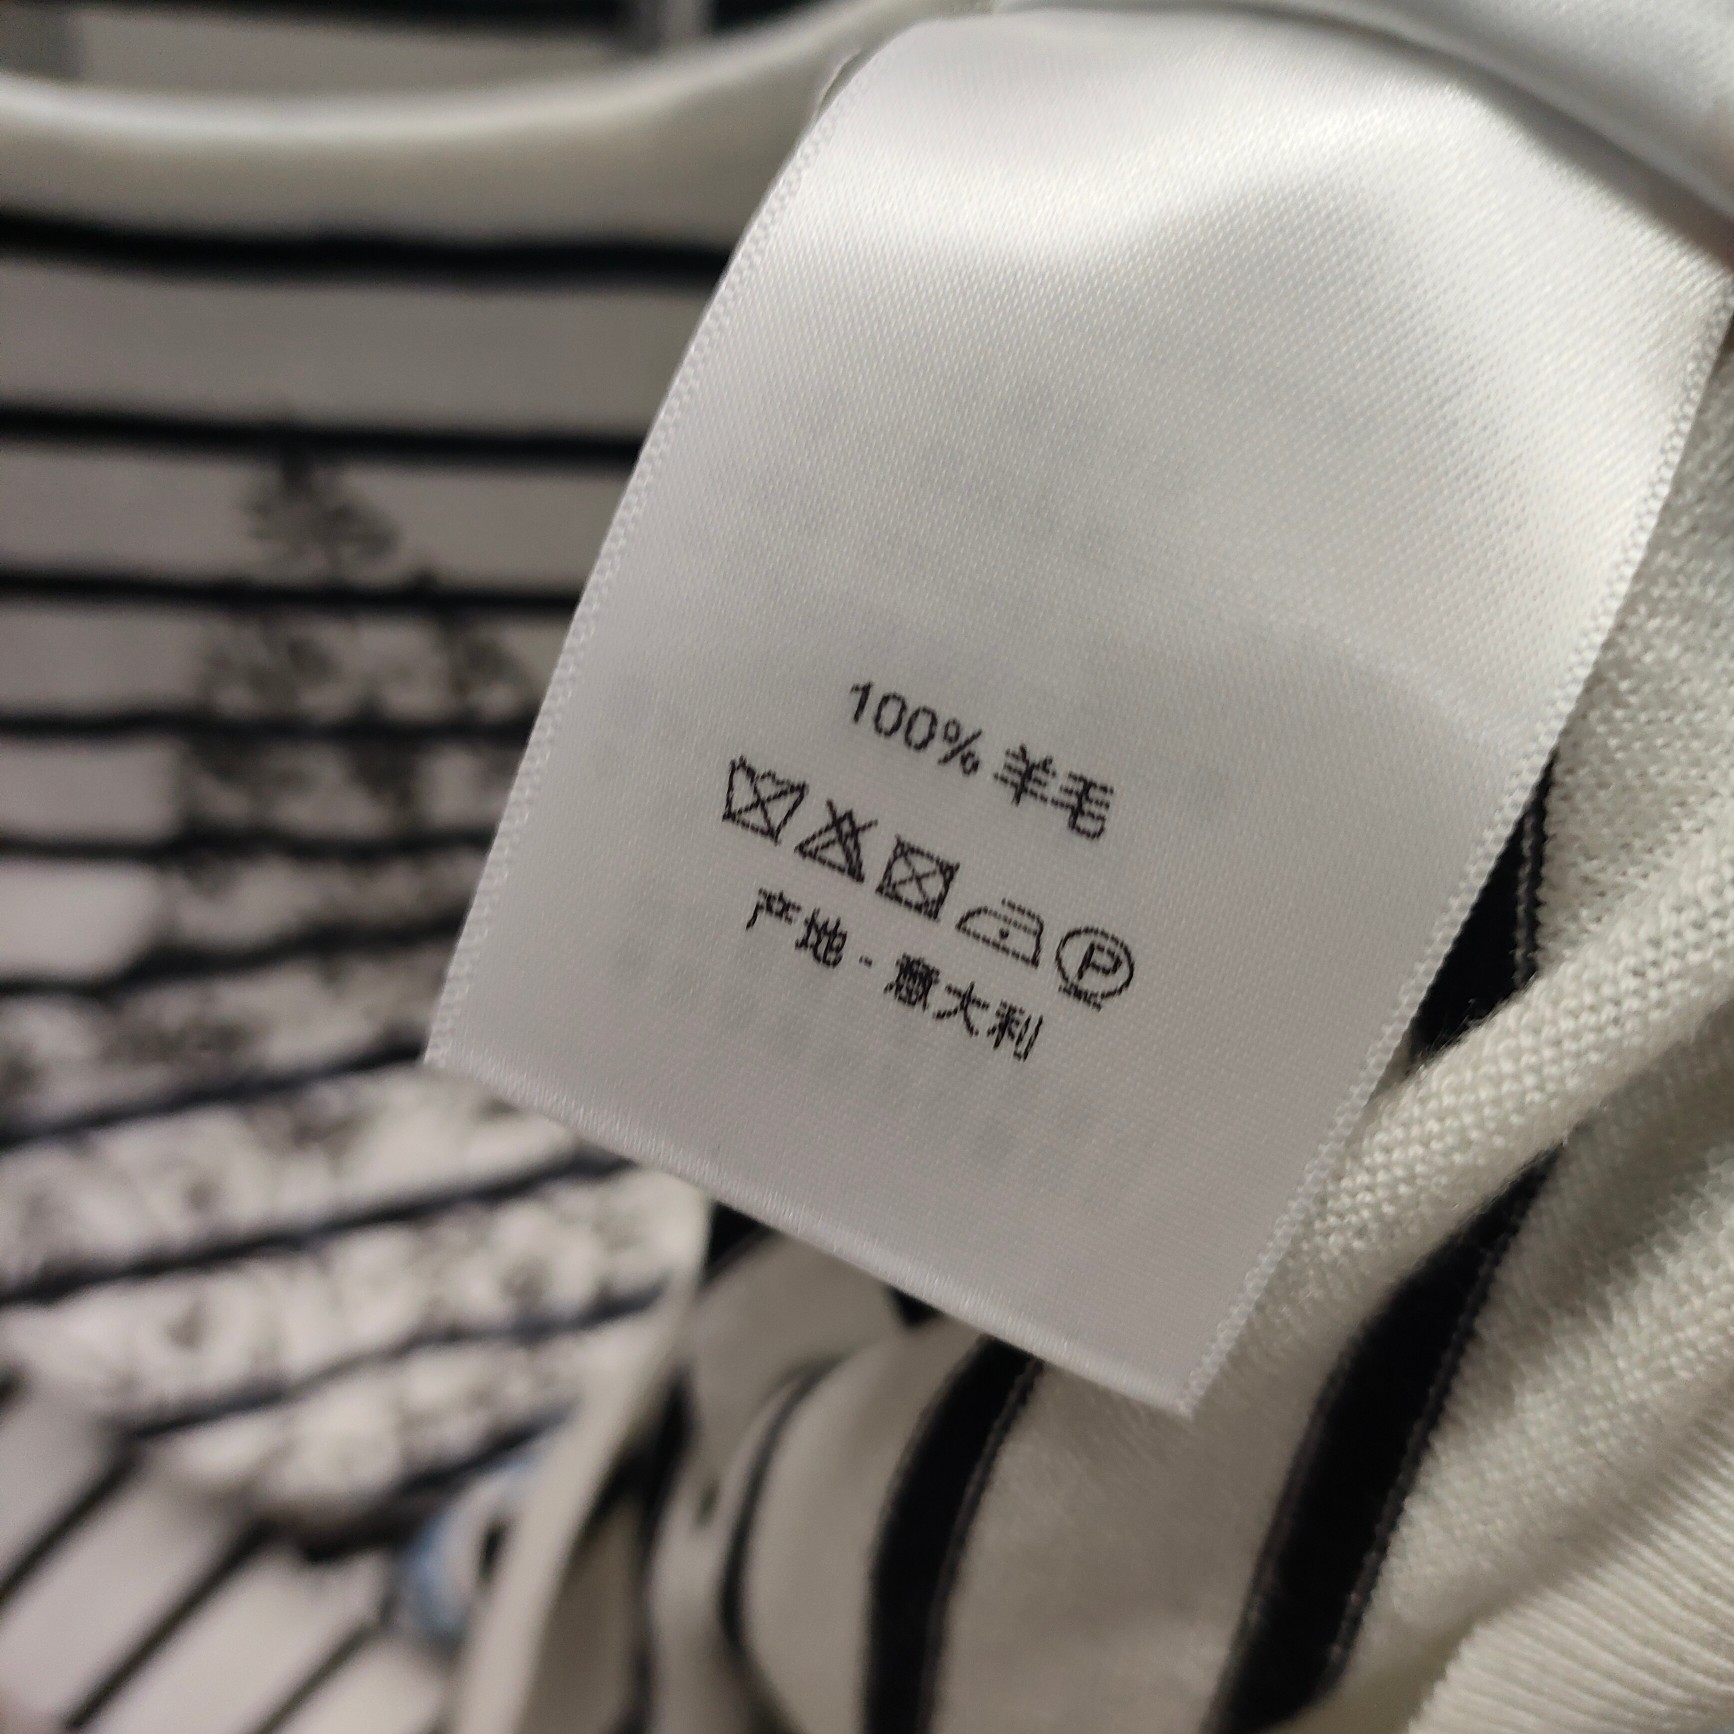 100% 羊毛
P
产地 - 意大利